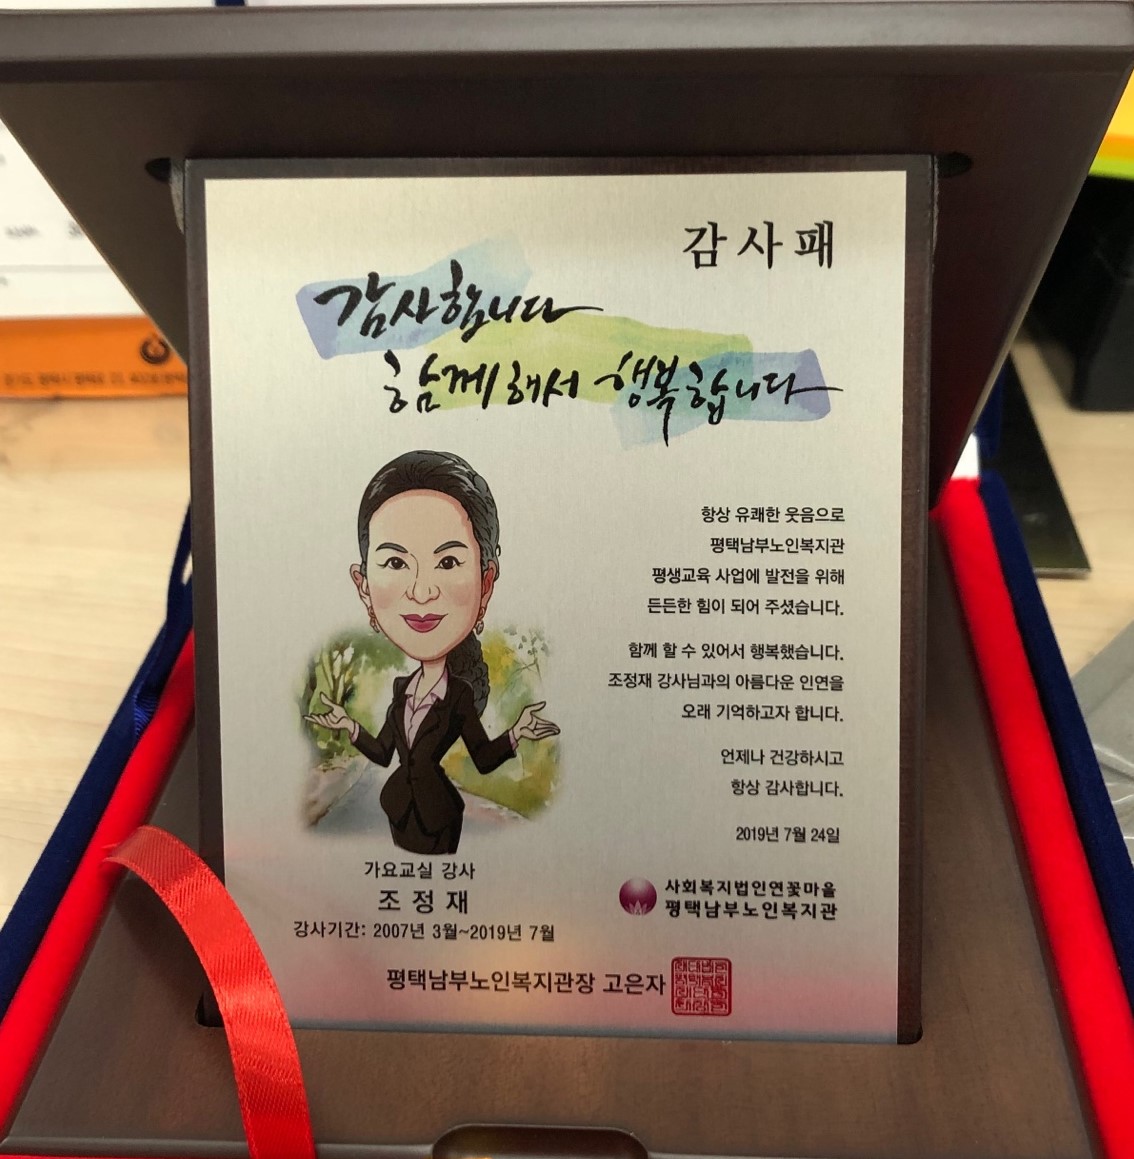 감사패
감사합니다
함께해서 행복합니다
항상 유쾌한 웃음으로
평택남부노인복지관
평생교육 사업에 발전을 위해
든든한 힘이 되어 주셨습니다.
함께 할 수 있어서 행복했습니다.
조정재 강사님과의 아름다운 인연을
오래 기억하고자 합니다.
언제나 건강하시고
항상 감사합니다.
2019년 7월 24일
가요교실 강사
조정재
강사기간: 2007년 3월~2019년 7월
사회복지법인연꽃마을
평택남부노인복지관
평택남부노인복지관장 고은자